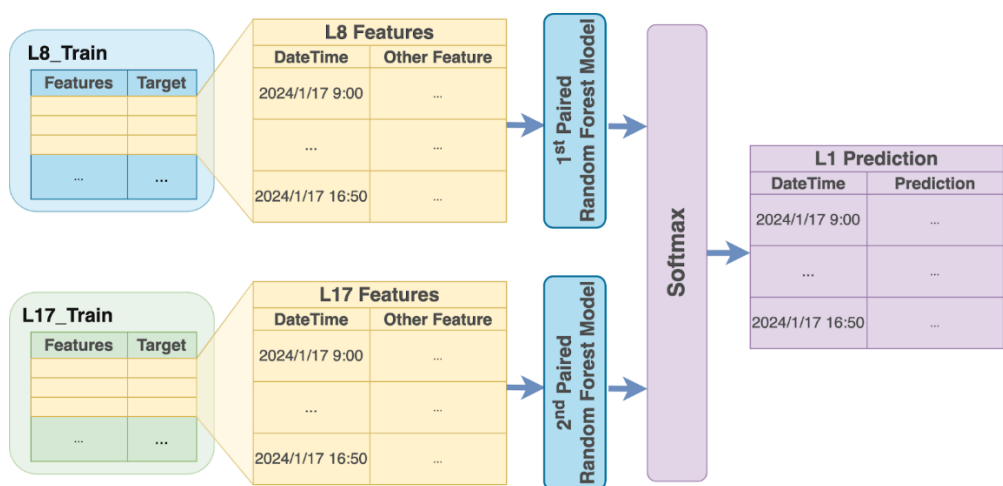 L8_Train
Features Target
... ...
L8 Features
DateTime Other Feature
2024/1/17 9:00 ...
... ...
2024/1/17 16:50 ...
1st Paired
Random Forest Model
L17_Train
Features Target
... ...
L17 Features
DateTime Other Feature
2024/1/17 9:00 ...
... ...
2024/1/17 16:50 ...
2nd Paired
Random Forest Model
Softmax
L1 Prediction
DateTime Prediction
2024/1/17 9:00 ...
... ...
2024/1/17 16:50 ...